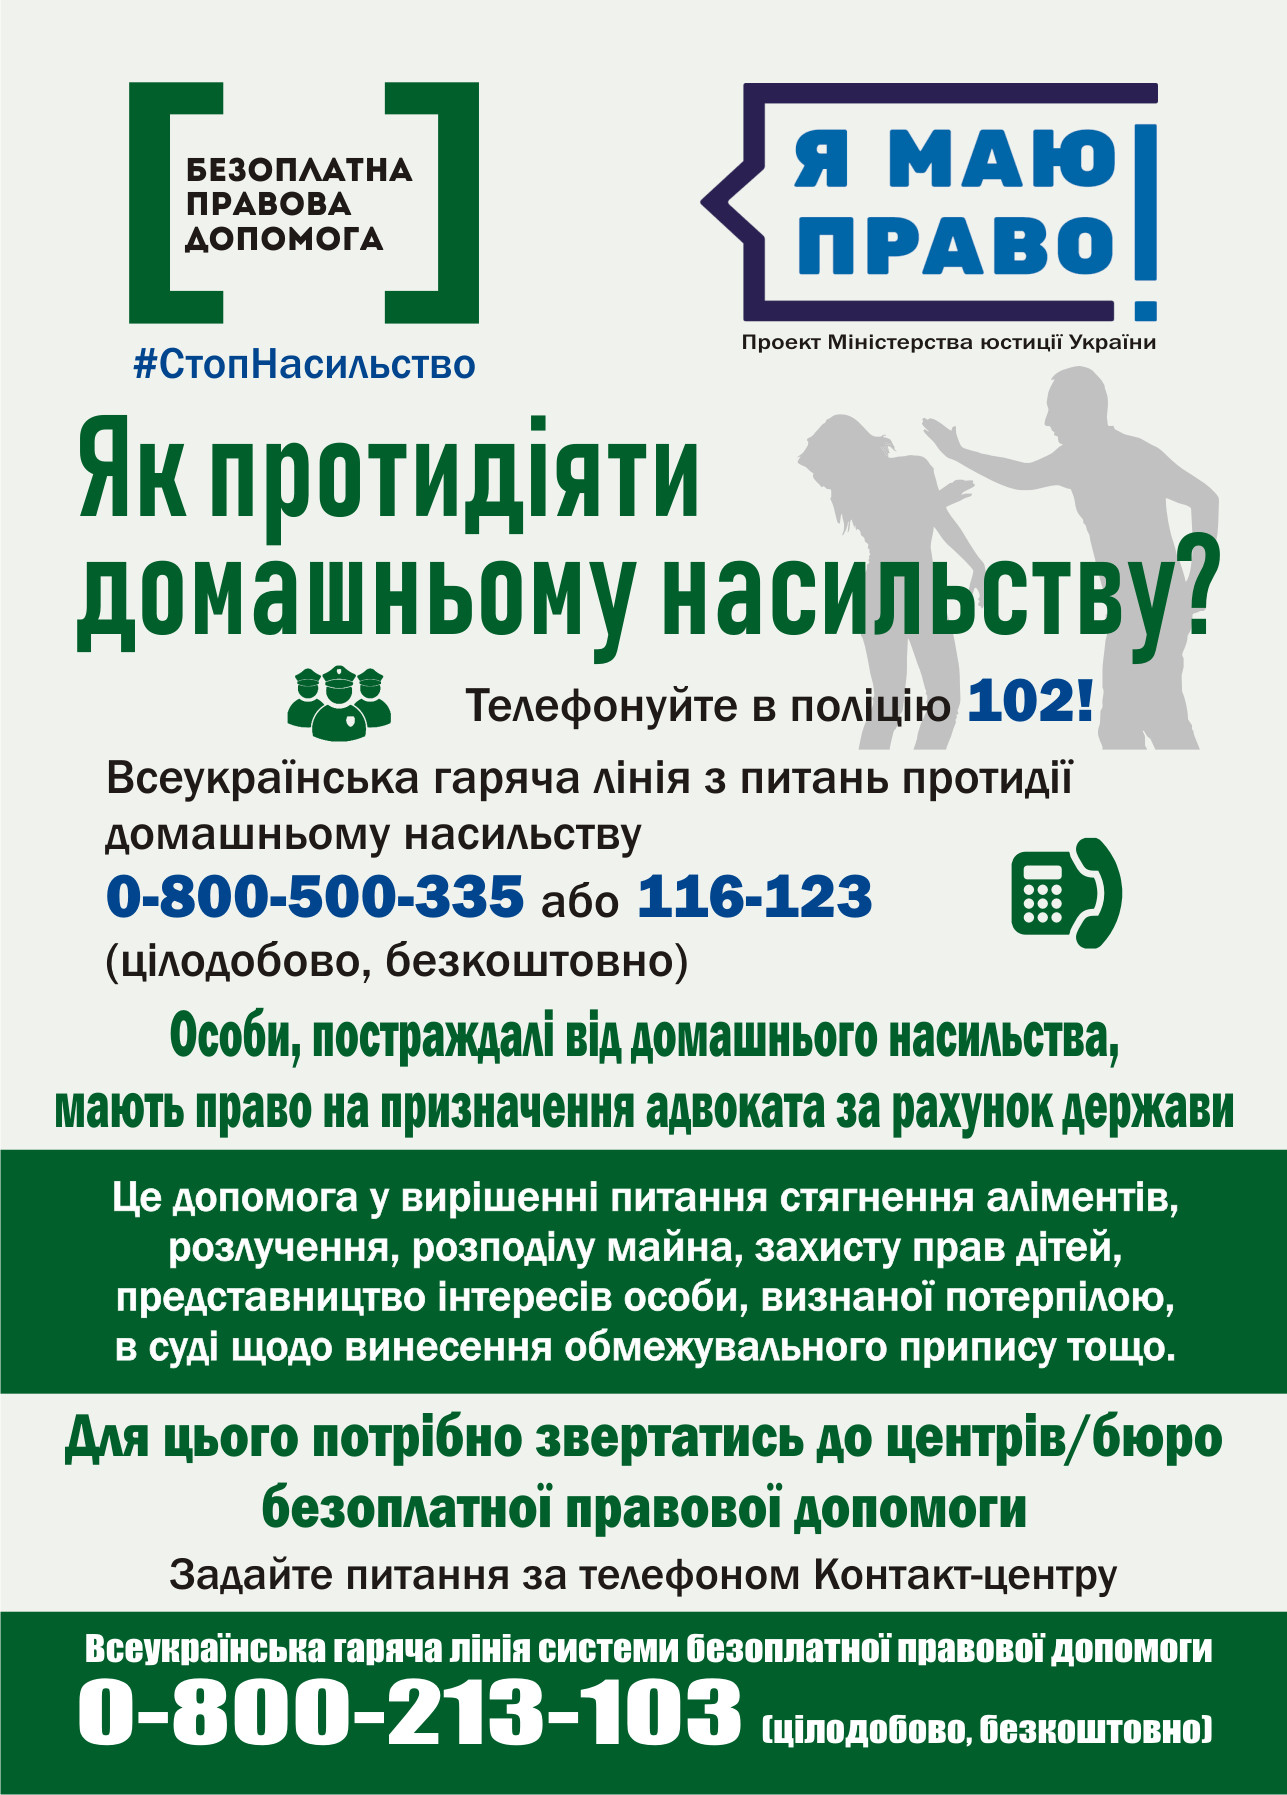 БЕЗОПЛАТНА
ПРАВОВА
ДОПОМОГА
#СтопНасильство
Я МАЮ
ПРАВО!
Проект Міністерства юстиції України
Як протидіяти
домашньому насильству?
Телефонуйте в поліцію 102!
Всеукраїнська гаряча лінія з питань протидії
домашньому насильству
0-800-500-335 або 116-123
(цілодобово, безкоштовно)
Особи, постраждалі від домашнього насильства,
мають право на призначення адвоката за рахунок держави
Це допомога у вирішенні питання стягнення аліментів,
розлучення, розподілу майна, захисту прав дітей,
представництво інтересів особи, визнаної потерпілою,
в суді щодо винесення обмежувального припису тощо.
Для цього потрібно звертатись до центрів/бюро
безоплатної правової допомоги
Задайте питання за телефоном Контакт-центру
Всеукраїнська гаряча лінія системи безоплатної правової допомоги
0-800-213-103 (цілодобово, безкоштовно)